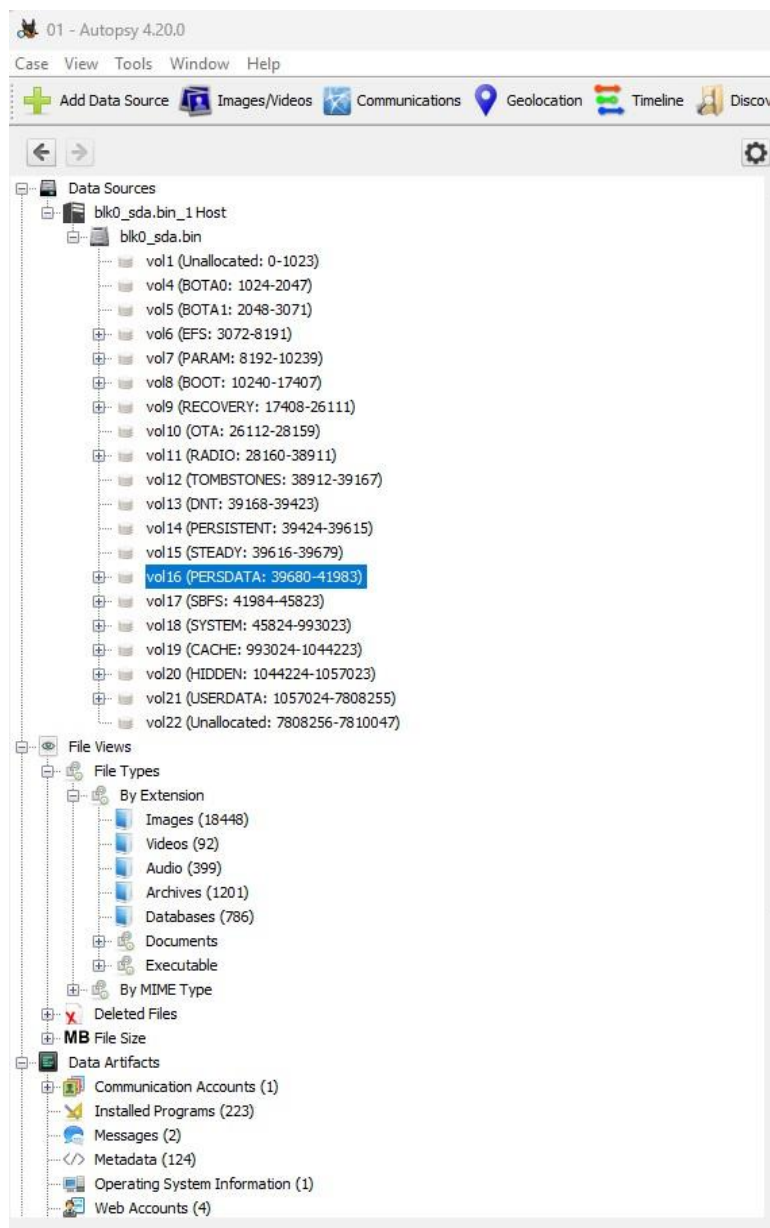 01 - Autopsy 4.20.0
Case View Tools Window Help
Add Data Source Images/Videos Communications Geolocation Timeline Discov
Data Sources
blk0_sda.bin_1 Host
blk0_sda.bin
vol1 (Unallocated: 0-1023)
vol4 (BOTA0: 1024-2047)
vol5 (BOTA1: 2048-3071)
vol6 (EFS: 3072-8191)
vol7 (PARAM: 8192-10239)
vol8 (BOOT: 10240-17407)
vol9 (RECOVERY: 17408-26111)
vol10 (OTA: 26112-28159)
vol11 (RADIO: 28160-38911)
vol12 (TOMBSTONES: 38912-39167)
vol13 (DNT: 39168-39423)
vol14 (PERSISTENT: 39424-39615)
vol15 (STEADY: 39616-39679)
vol16 (PERSDATA: 39680-41983)
vol17 (SBFS: 41984-45823)
vol18 (SYSTEM: 45824-993023)
vol19 (CACHE: 993024-1044223)
vol20 (HIDDEN: 1044224-1057023)
vol21 (USERDATA: 1057024-7808255)
vol22 (Unallocated: 7808256-7810047)
File Views
File Types
By Extension
Images (18448)
Videos (92)
Audio (399)
Archives (1201)
Databases (786)
Documents
Executable
By MIME Type
Deleted Files
MB File Size
Data Artifacts
Communication Accounts (1)
Installed Programs (223)
Messages (2)
Metadata (124)
Operating System Information (1)
Web Accounts (4)